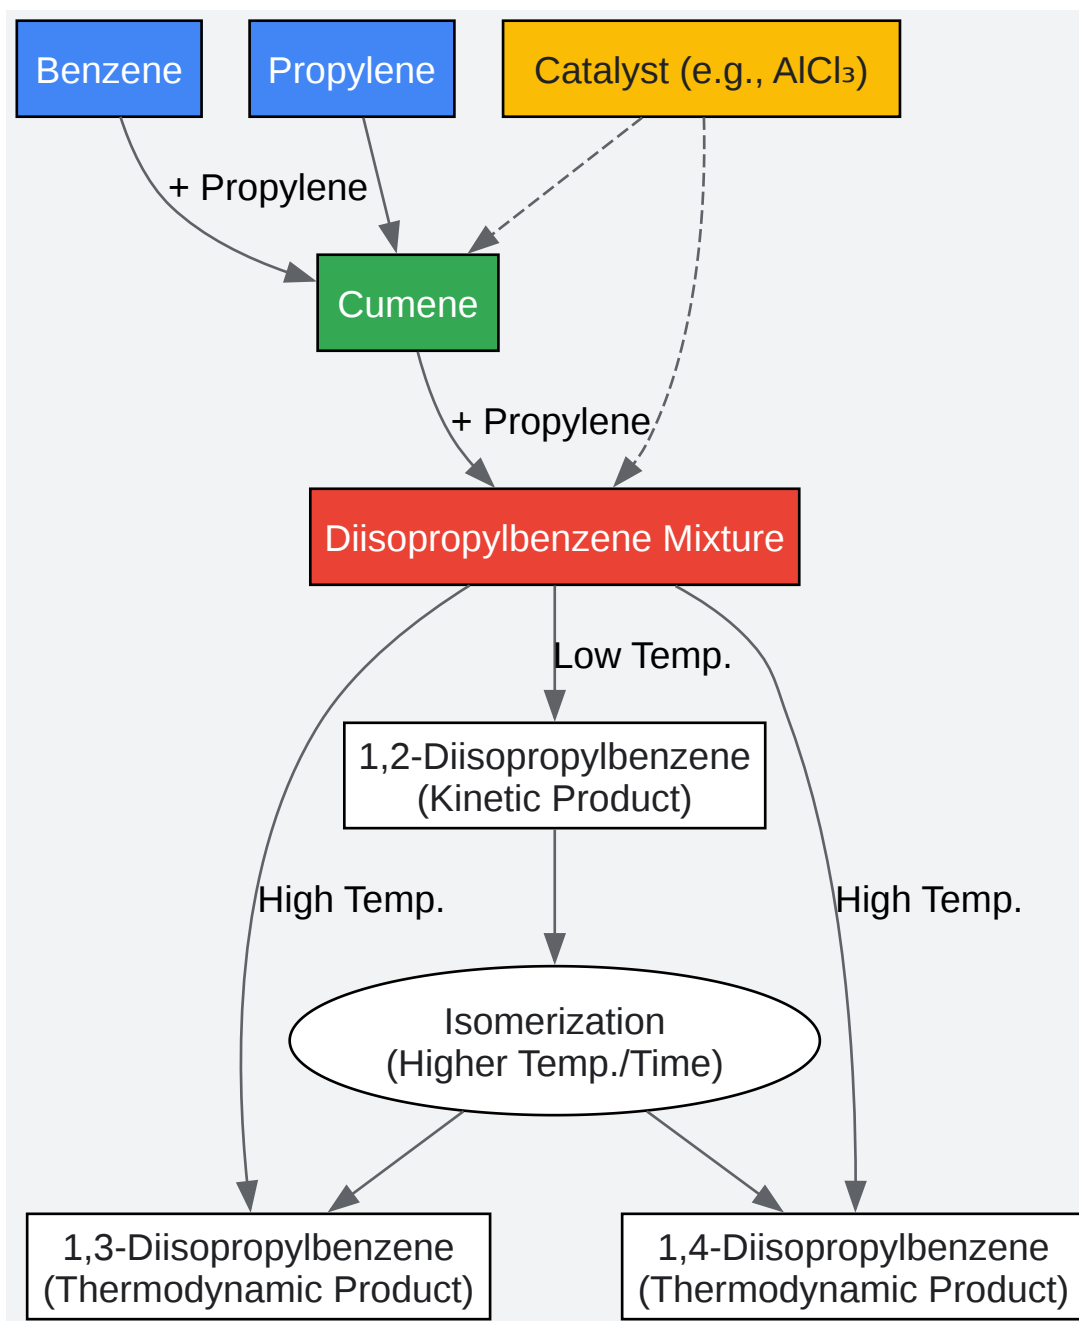 Benzene
Propylene
Catalyst (e.g., AlCl₃)
+ Propylene
Cumene
+ Propylene
Diisopropylbenzene Mixture
Low Temp.
1,2-Diisopropylbenzene
(Kinetic Product)
High Temp.
High Temp.
Isomerization
(Higher Temp./Time)
1,3-Diisopropylbenzene
(Thermodynamic Product)
1,4-Diisopropylbenzene
(Thermodynamic Product)